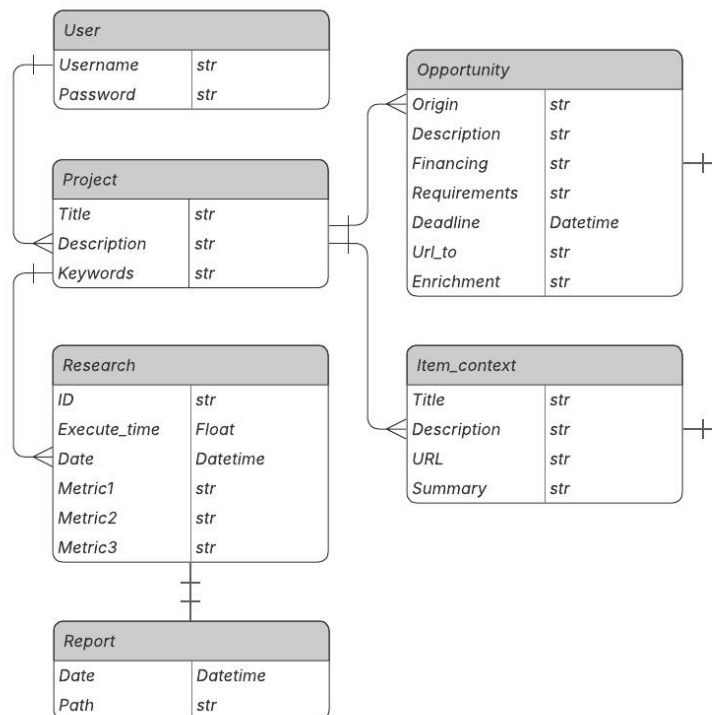 User
Username str
Password str
Project
Title str
Description str
Keywords str
Research
ID str
Execute_time Float
Date Datetime
Metric1 str
Metric2 str
Metric3 str
Report
Date Datetime
Path str
Opportunity
Origin str
Description str
Financing str
Requirements str
Deadline Datetime
Url_to str
Enrichment str
Item_context
Title str
Description str
URL str
Summary str